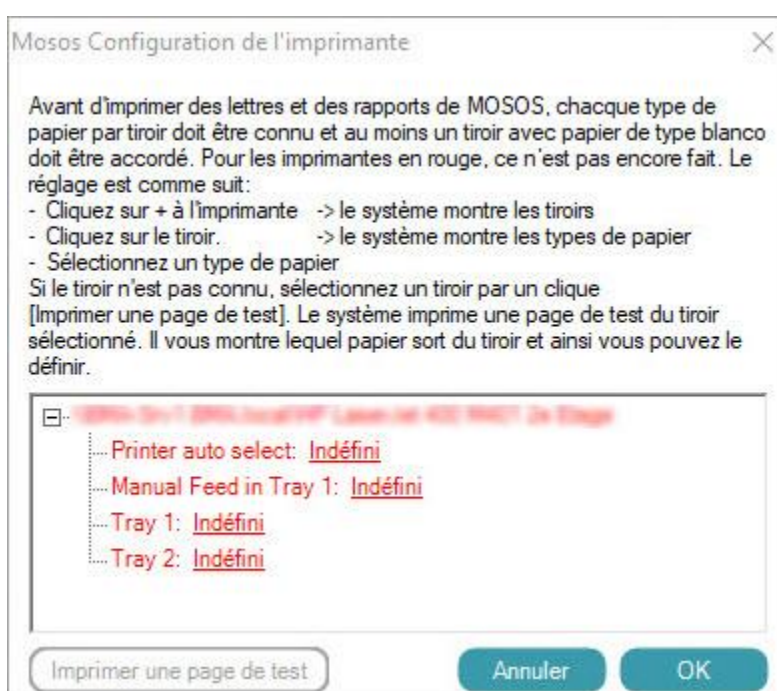 Mosos Configuration de l'imprimante
Avant d'imprimer des lettres et des rapports de MOSOS, chacque type de
papier par tiroir doit être connu et au moins un tiroir avec papier de type blanco
doit être accordé. Pour les imprimantes en rouge, ce n'est pas encore fait. Le
réglage est comme suit:
- Cliquez sur + à l'imprimante -> le système montre les tiroirs
- Cliquez sur le tiroir. -> le système montre les types de papier
- Sélectionnez un type de papier
Si le tiroir n'est pas connu, sélectionnez un tiroir par un clique
[Imprimer une page de test]. Le système imprime une page de test du tiroir
sélectionné. Il vous montre lequel papier sort du tiroir et ainsi vous pouvez le
définir.
Printer auto select: Indéfini
Manual Feed in Tray 1: Indéfini
Tray 1: Indéfini
Tray 2: Indéfini
Imprimer une page de test Annuler OK